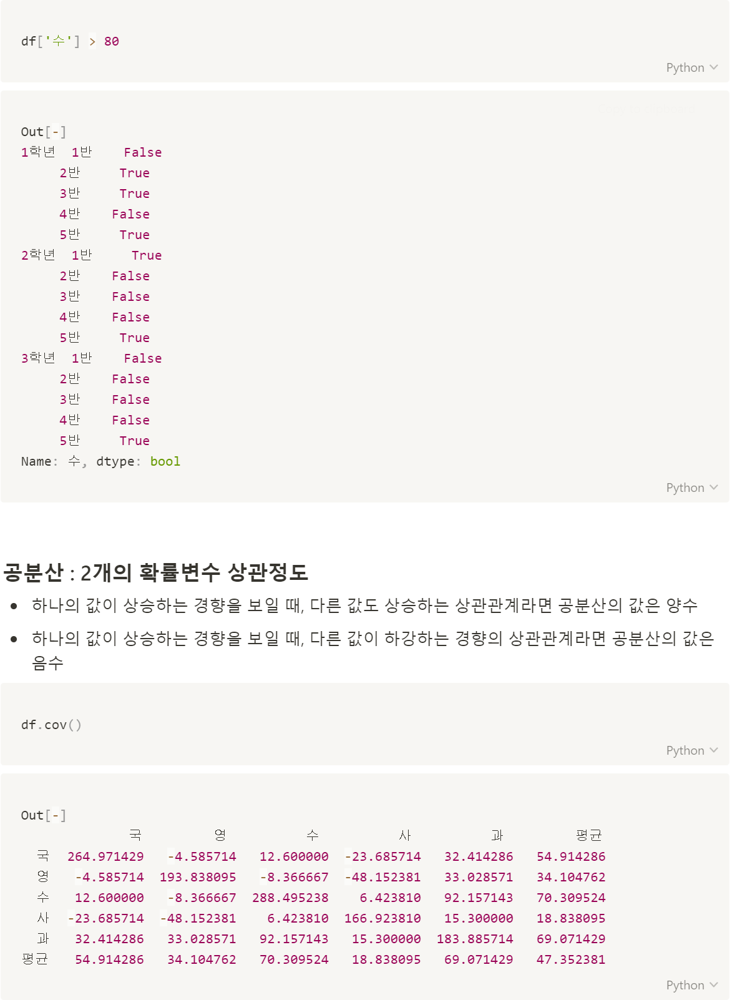 df['수'] > 80
Python
Out[-]
1학년 1반 False
2반 True
3반 True
4반 False
5반 True
2학년 1반 True
2반 False
3반 False
4반 False
5반 True
3학년 1반 False
2반 False
3반 False
4반 False
5반 True
Name: 수, dtype: bool
Python
공분산 : 2개의 확률변수 상관정도
• 하나의 값이 상승하는 경향을 보일 때, 다른 값도 상승하는 상관관계라면 공분산의 값은 양수
• 하나의 값이 상승하는 경향을 보일 때, 다른 값이 하강하는 경향의 상관관계라면 공분산의 값은
음수
df.cov()
Python
Out[-]
국 영 수 사 과 평균
국 264.971429 -4.585714 12.600000 -23.685714 32.414286 54.914286
영 -4.585714 193.838095 -8.366667 -48.152381 33.028571 34.104762
수 12.600000 -8.366667 288.495238 6.423810 92.157143 70.309524
사 -23.685714 -48.152381 6.423810 166.923810 15.300000 18.838095
과 32.414286 33.028571 92.157143 15.300000 183.885714 69.071429
평균 54.914286 34.104762 70.309524 18.838095 69.071429 47.352381
Python